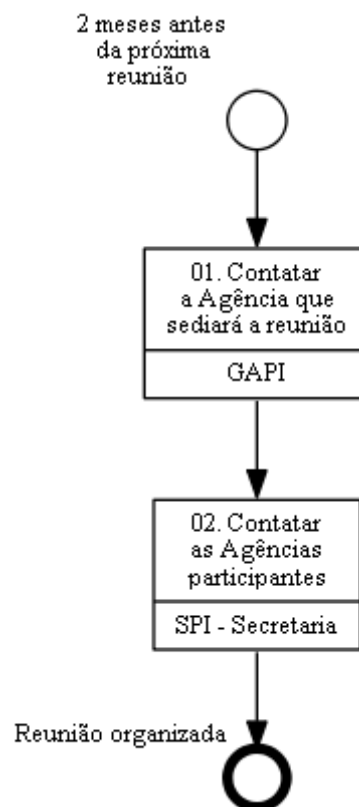 2 meses antes
da próxima
reunião
01. Contatar
a Agência que
sediará a reunião
GAPI
02. Contatar
as Agências
participantes
SPI - Secretaria
Reunião organizada